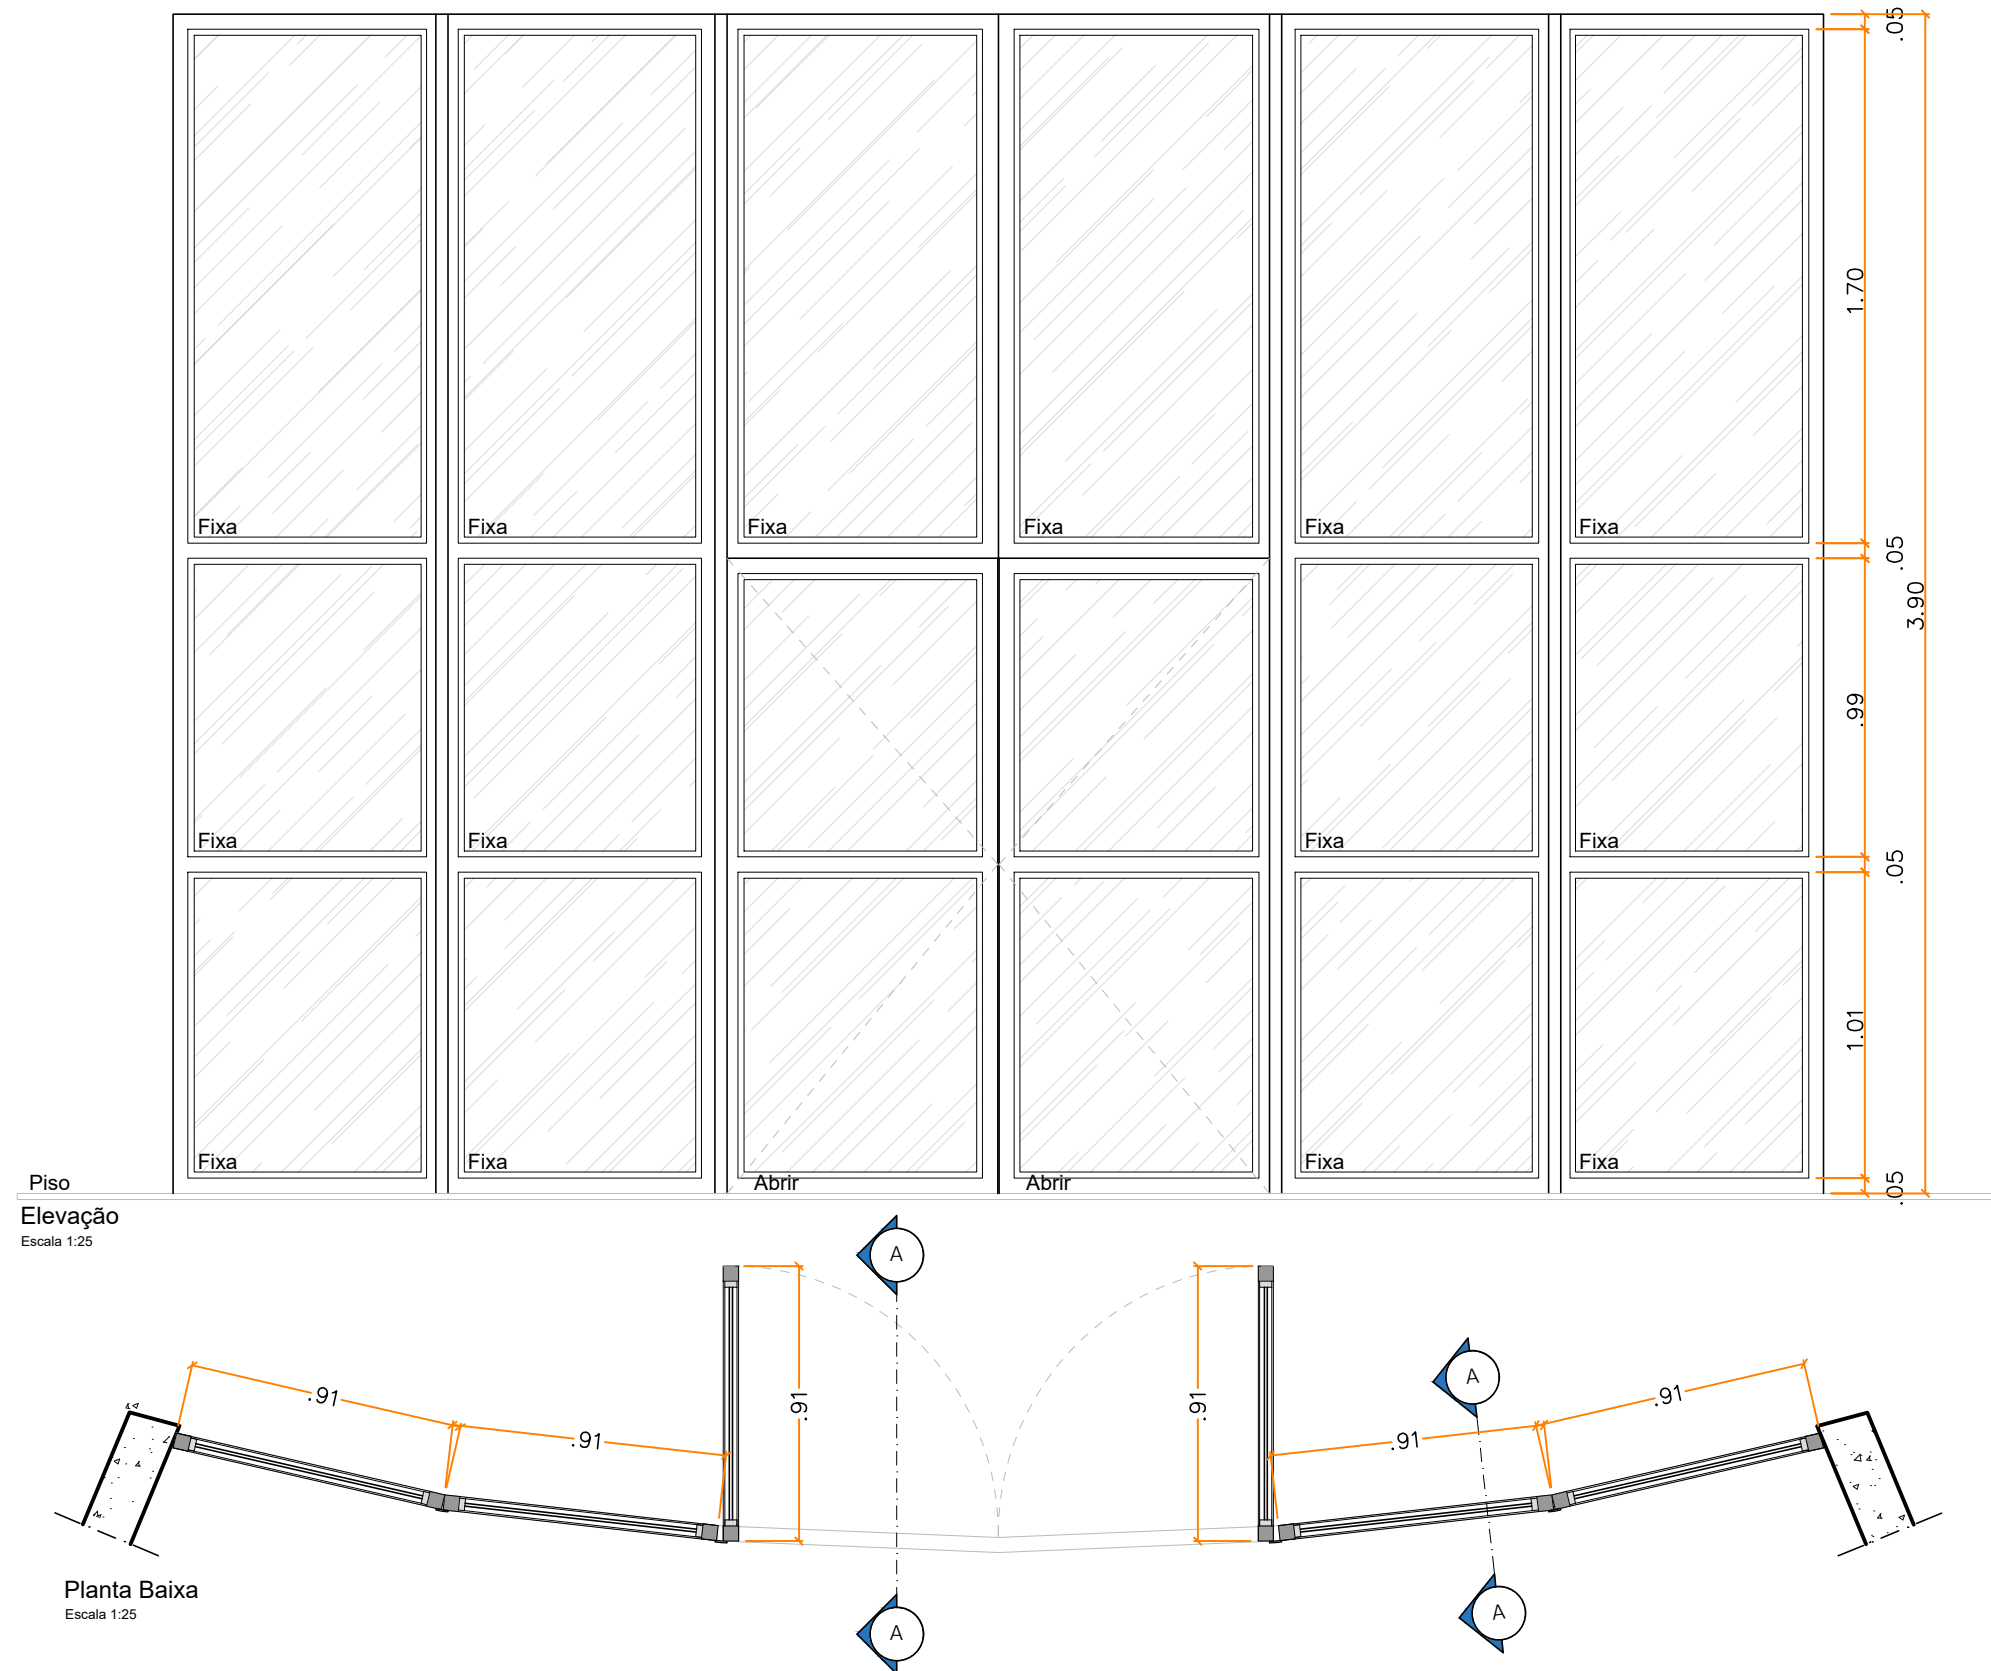 .05
1.70
Fixa Fixa Fixa Fixa Fixa Fixa
.05
3.90
.99
Fixa Fixa Fixa Fixa
.05
1.01
Fixa Fixa Fixa Fixa
Piso Abrir Abrir .05
Elevação
Escala 1:25
A
A
.91 .91 .91 .91 .91 .91
Planta Baixa
Escala 1:25
A
A